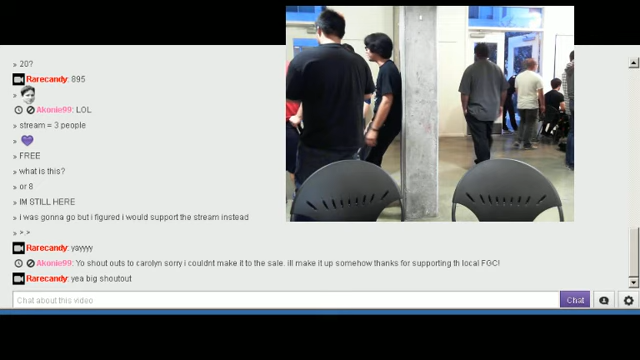 » 20?
Rarecandy: 895
»
Akonie99: LOL
» stream = 3 people
»
» FREE
» what is this?
» or 8
» IM STILL HERE
» i was gonna go but i figured i would support the stream instead
» >.>
Rarecandy: yayyyy
Akonie99: Yo shout outs to carolyn sorry i couldnt make it to the sale. ill make it up somehow.thanks for supporting th local FGC!
Rarecandy: yea big shoutout
Chat about this video
Chat